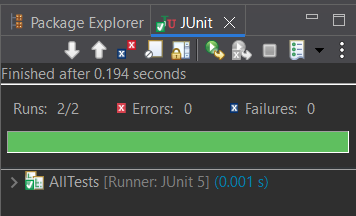 Package Explorer JUnit
Finished after 0.194 seconds
Runs: 2/2 Errors: 0 Failures: 0
AllTests [Runner: JUnit 5] (0.001 s)